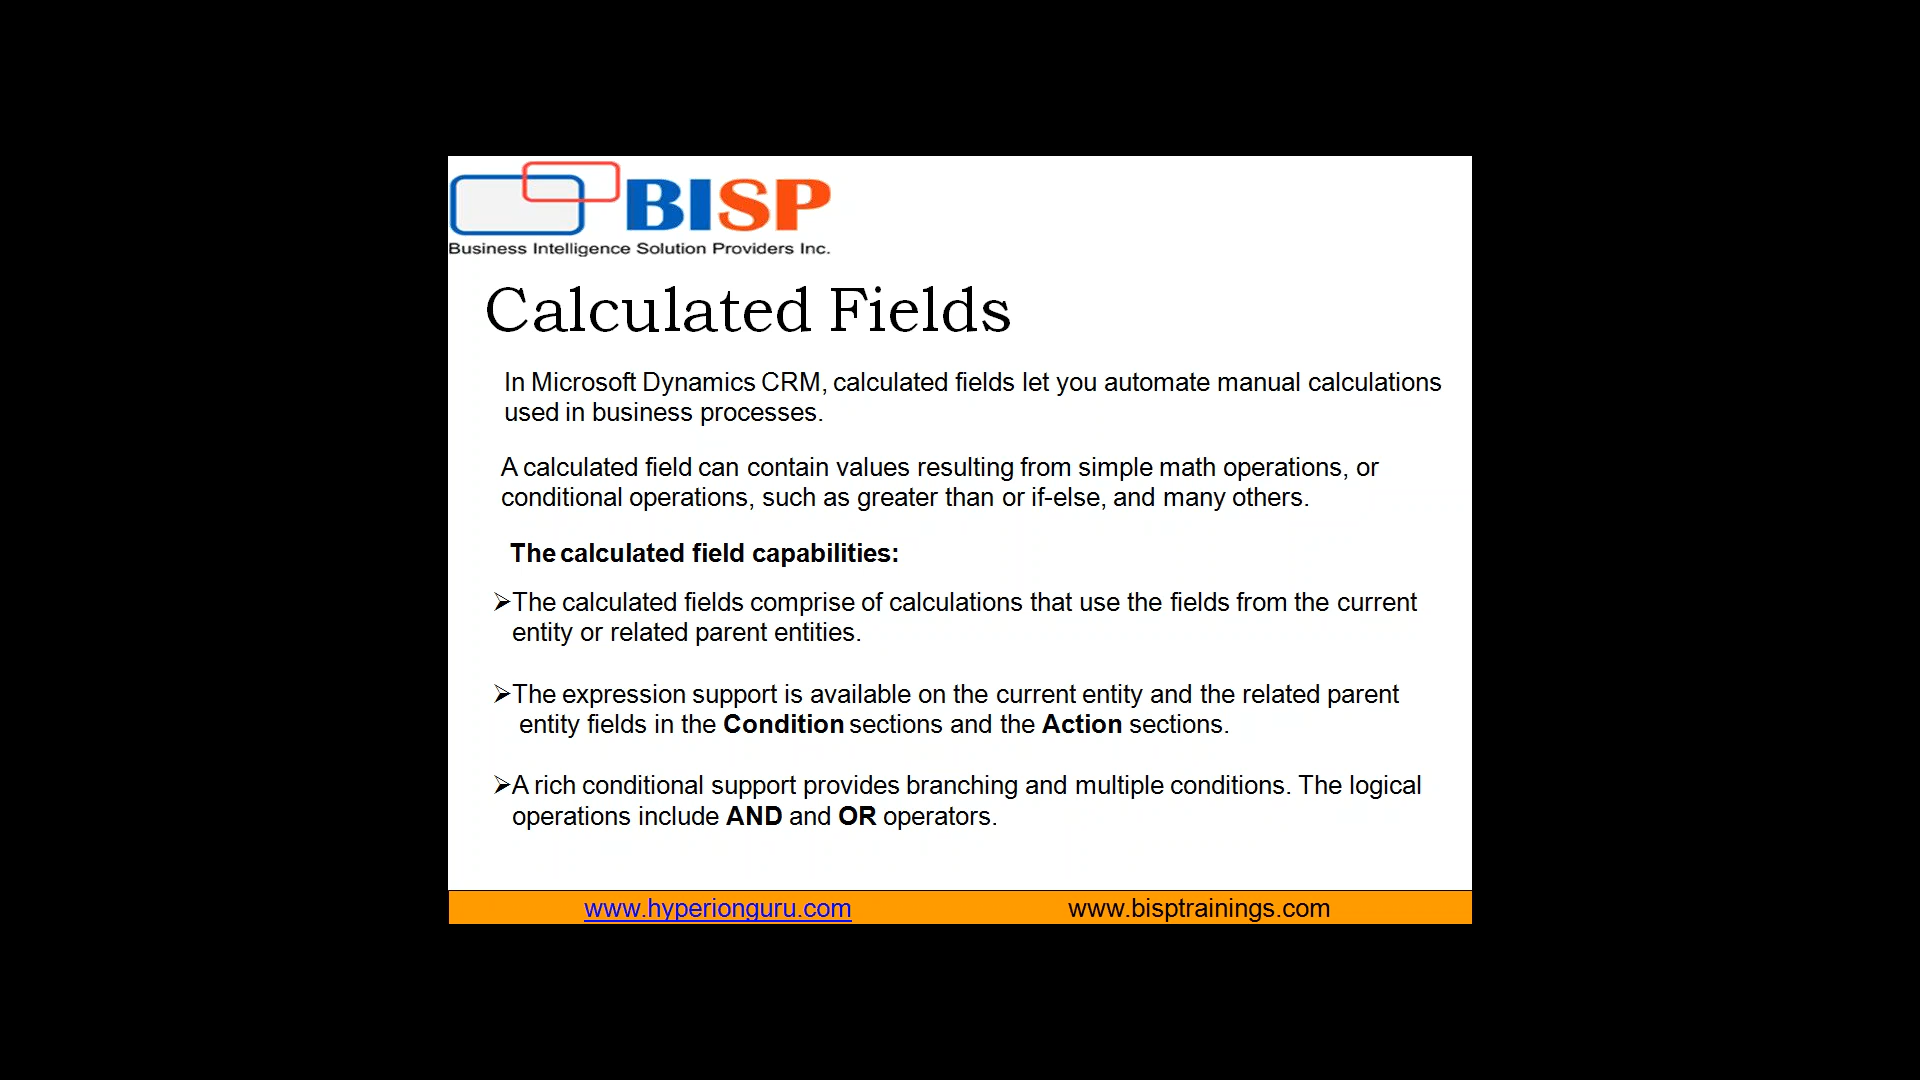 BISP
Business Intelligence Solution Providers Inc.
Calculated Fields
In Microsoft Dynamics CRM, calculated fields let you automate manual calculations
used in business processes.
A calculated field can contain values resulting from simple math operations, or
conditional operations, such as greater than or if-else, and many others.
The calculated field capabilities:
➢The calculated fields comprise of calculations that use the fields from the current
entity or related parent entities.
➢The expression support is available on the current entity and the related parent
entity fields in the Condition sections and the Action sections.
➢A rich conditional support provides branching and multiple conditions. The logical
operations include AND and OR operators.
www.hyperionguru.com www.bisptrainings.com